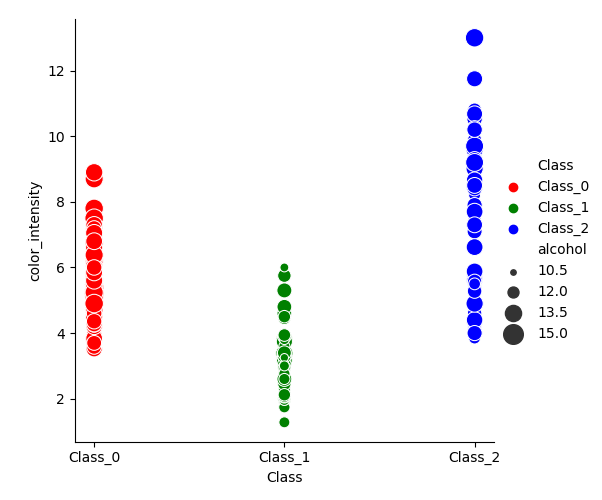 12
10
8
6
4
2
color_intensity
Class_0
Class_1
Class_2
Class
Class
Class_0
Class_1
Class_2
alcohol
10.5
12.0
13.5
15.0